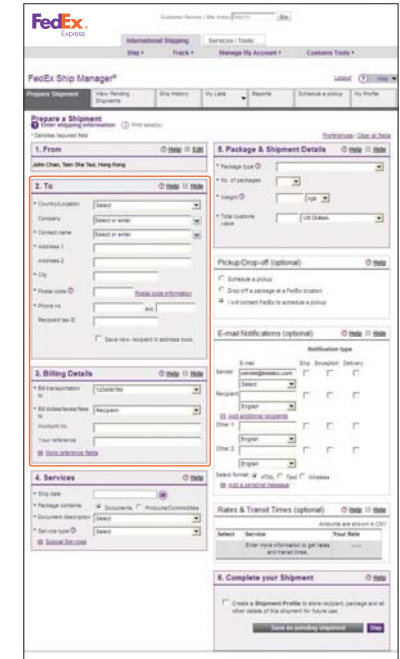 FedEx
Express
Customer Service | Site Index | Search Go
International Shipping Services / Tools
Ship Track Manage My Account Customs Tools
FedEx Ship Manager®
Logout Help
Prepare Shipment View Pending Shipments Ship History My Lists Reports Schedule a pickup My Profile
Prepare a Shipment
1 Enter shipping information 2 Print label(s)
* Denotes required field
Preferences | Clear all fields
1. From Help Edit
John Chan, Tsim Sha Tsui, Hong Kong
2. To Help Hide
* Country/Location Select
Company Select or enter
* Contact name Select or enter
* Address 1
Address 2
* City
* Postal code Postal code information
* Phone no. ext.
Recipient tax ID
Save new recipient in address book
3. Billing Details Help Hide
* Bill transportation to 123456789
* Bill duties/taxes/fees to Recipient
Account no.
Your reference
More reference fields
4. Services Help
* Ship date
* Package contains Documents Products/Commodities
* Document description Select
* Service type Select
Special Services
5. Package & Shipment Details Help Hide
* Package type
* No. of packages
* Weight kgs
* Total customs value US Dollars
Pickup/Drop-off (optional) Help
Schedule a pickup
Drop off a package at a FedEx location
I will contact FedEx to schedule a pickup
E-mail Notifications (optional) Help Hide
Notification type
E-mail Ship Exception Delivery
Sender
Select
Recipient
English
Add additional recipients
Other 1
English
Other 2
English
Select format HTML Text Wireless
Add a personal message
Rates & Transit Times (optional) Help Hide
Amounts are shown in
Select Service Your Rate
Enter more information to get rates and transit times.
6. Complete your Shipment Help
Create a Shipment Profile to store recipient, package and all other details of this shipment for future use.
Save as pending shipment Ship